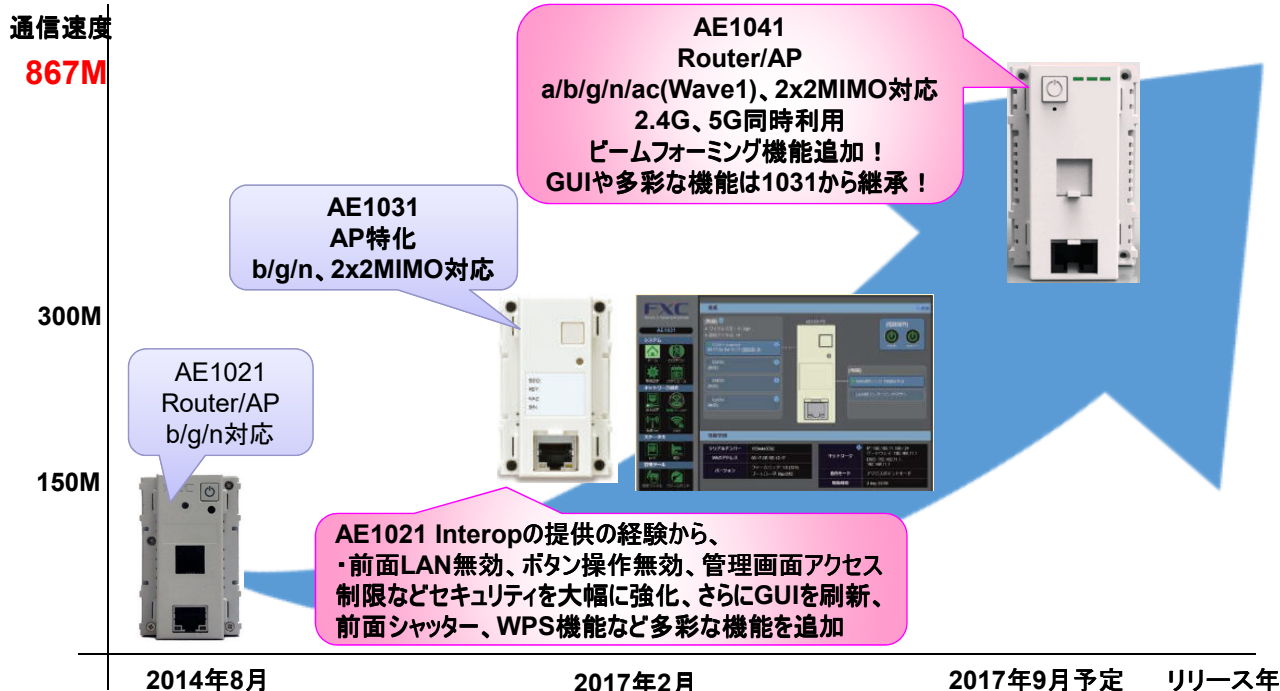 通信速度
867M
300M
150M
AE1041
Router/AP
a/b/g/n/ac(Wave1)、2x2MIMO対応
2.4G、5G同時利用
ビームフォーミング機能追加！
GUIや多彩な機能は1031から継承！
AE1031
AP特化
b/g/n、2x2MIMO対応
AE1021
Router/AP
b/g/n対応
FXC
AE1031
AE1021 Interopの提供の経験から、
・前面LAN無効、ボタン操作無効、管理画面アクセス
制限などセキュリティを大幅に強化、さらにGUIを刷新、
前面シャッター、WPS機能など多彩な機能を追加
2014年8月
2017年2月
2017年9月予定
リリース年